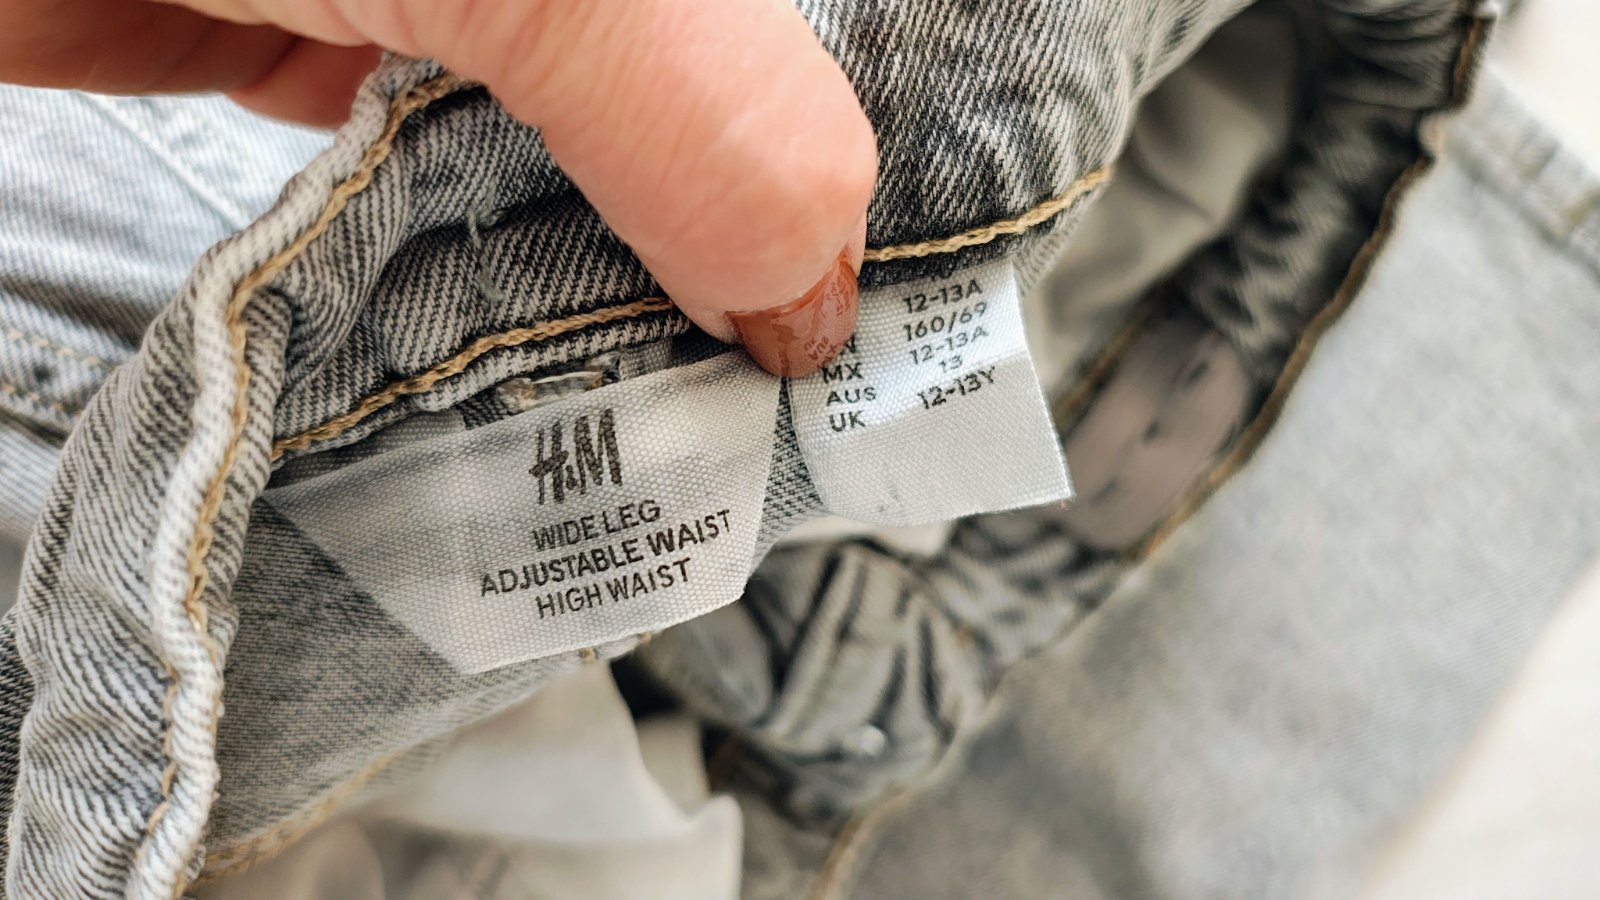 H&M
WIDE LEG
ADJUSTABLE WAIST
HIGH WAIST
12-13A
160/69
MX 12-13A
AUS 13
UK 12-13Y